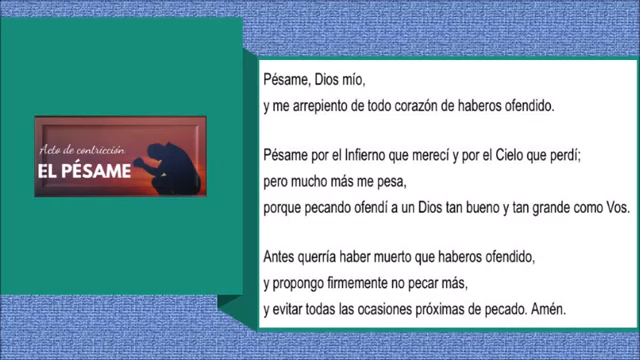 Acto de contricción
EL PÉSAME
Pésame, Dios mío,
y me arrepiento de todo corazón de haberos ofendido.
Pésame por el Infierno que merecí y por el Cielo que perdí;
pero mucho más me pesa,
porque pecando ofendí a un Dios tan bueno y tan grande como Vos.
Antes querría haber muerto que haberos ofendido,
y propongo firmemente no pecar más,
y evitar todas las ocasiones próximas de pecado. Amén.